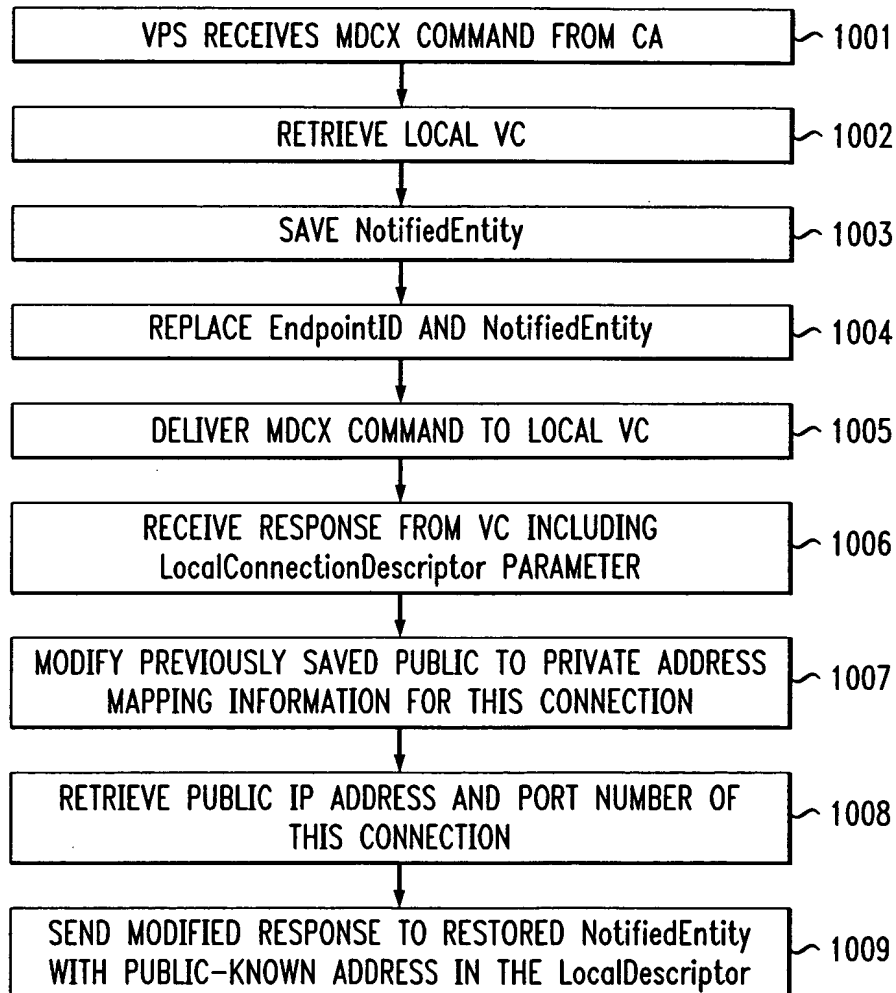 VPS RECEIVES MDCX COMMAND FROM CA
1001
RETRIEVE LOCAL VC
1002
SAVE NotifiedEntity
1003
REPLACE EndpointID AND NotifiedEntity
1004
DELIVER MDCX COMMAND TO LOCAL VC
1005
RECEIVE RESPONSE FROM VC INCLUDING
LocalConnectionDescriptor PARAMETER
1006
MODIFY PREVIOUSLY SAVED PUBLIC TO PRIVATE ADDRESS
MAPPING INFORMATION FOR THIS CONNECTION
1007
RETRIEVE PUBLIC IP ADDRESS AND PORT NUMBER OF
THIS CONNECTION
1008
SEND MODIFIED RESPONSE TO RESTORED NotifiedEntity
WITH PUBLIC-KNOWN ADDRESS IN THE LocalDescriptor
1009